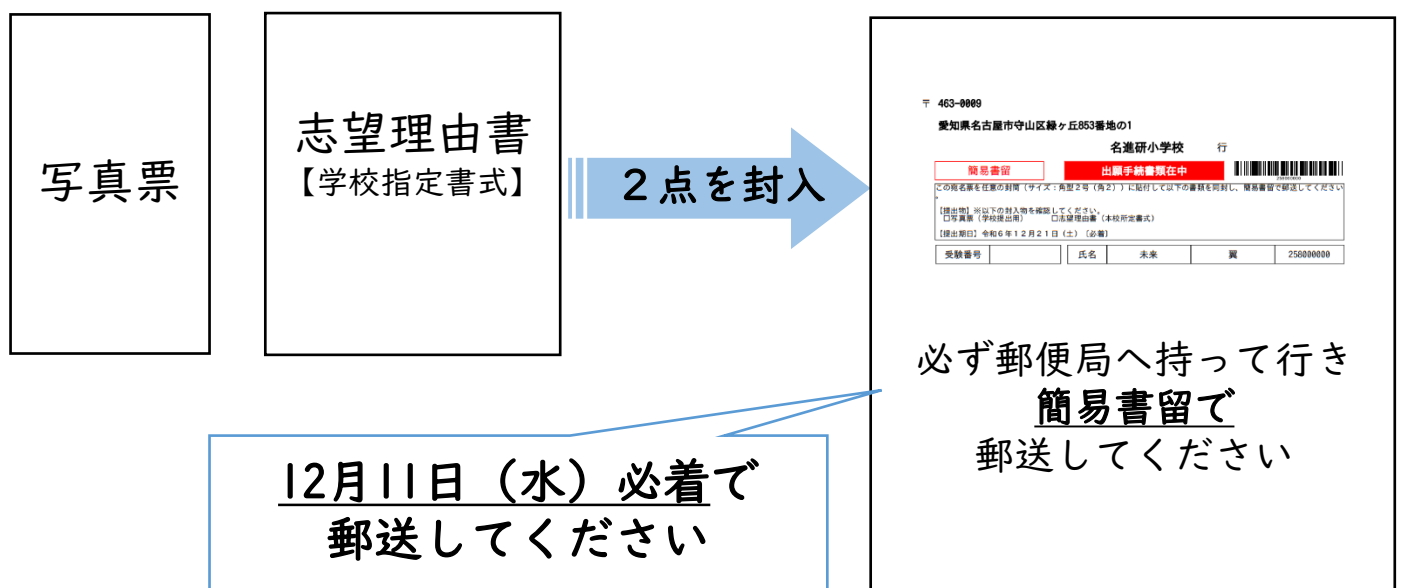 写真票
志望理由書
【学校指定書式】
２点を封入
〒 463-0009
愛知県名古屋市守山区緑ヶ丘853番地の1
名進研小学校 行
簡易書留
出願手続書類在中
258000000
この宛名票を任意の封筒（サイズ：角型２号（角２））に貼付して以下の書類を同封し、簡易書留で郵送してください
。
【提出物】※以下の封入物を確認してください。
□写真票（学校提出用） □志望理由書（本校所定書式）
【提出期日】令和６年１２月２１日（土）〔必着〕
受験番号 氏名 未来 翼 258000000
必ず郵便局へ持って行き
簡易書留で
郵送してください
12月11日（水）必着で
郵送してください